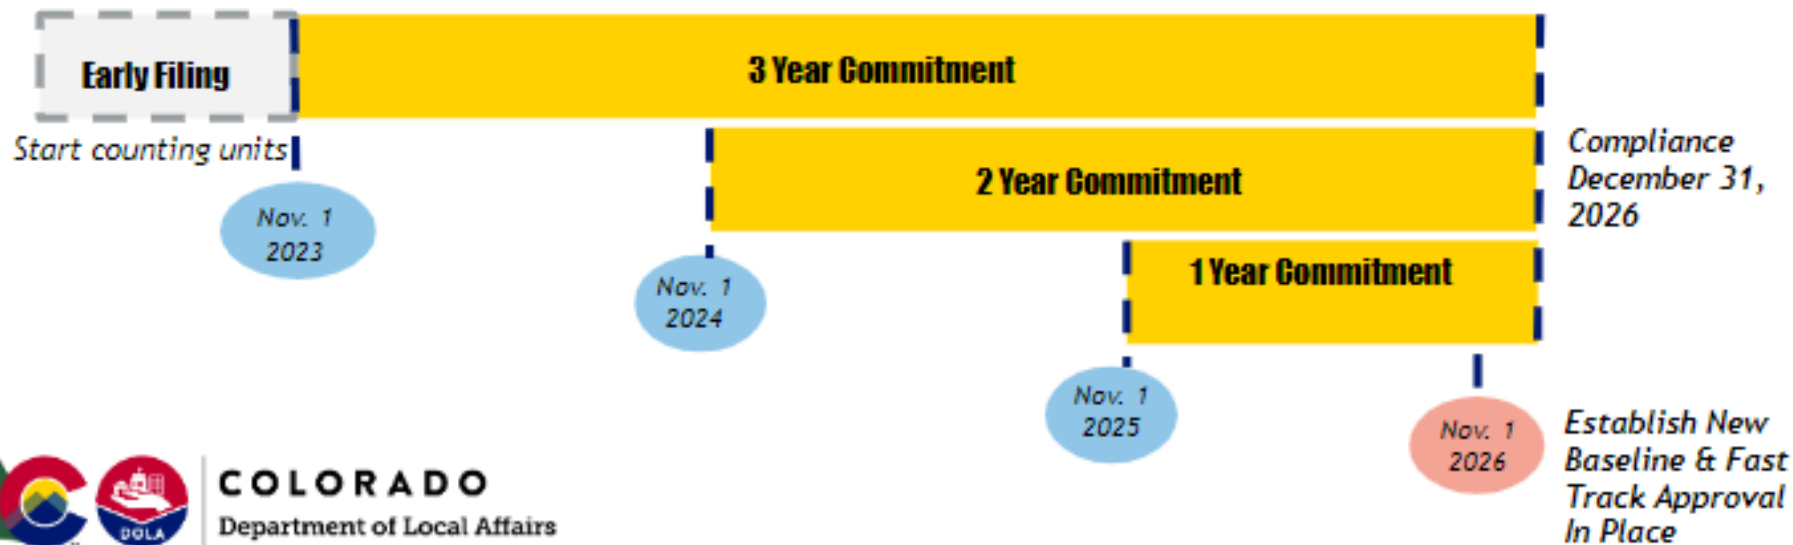 Early Filing
3 Year Commitment
Start counting units
Nov. 1
2023
2 Year Commitment
Compliance
December 31,
2026
Nov. 1
2024
1 Year Commitment
Nov. 1
2025
Nov. 1
2026
Establish New
Baseline & Fast
Track Approval
In Place
DOLA
COLORADO
Department of Local Affairs